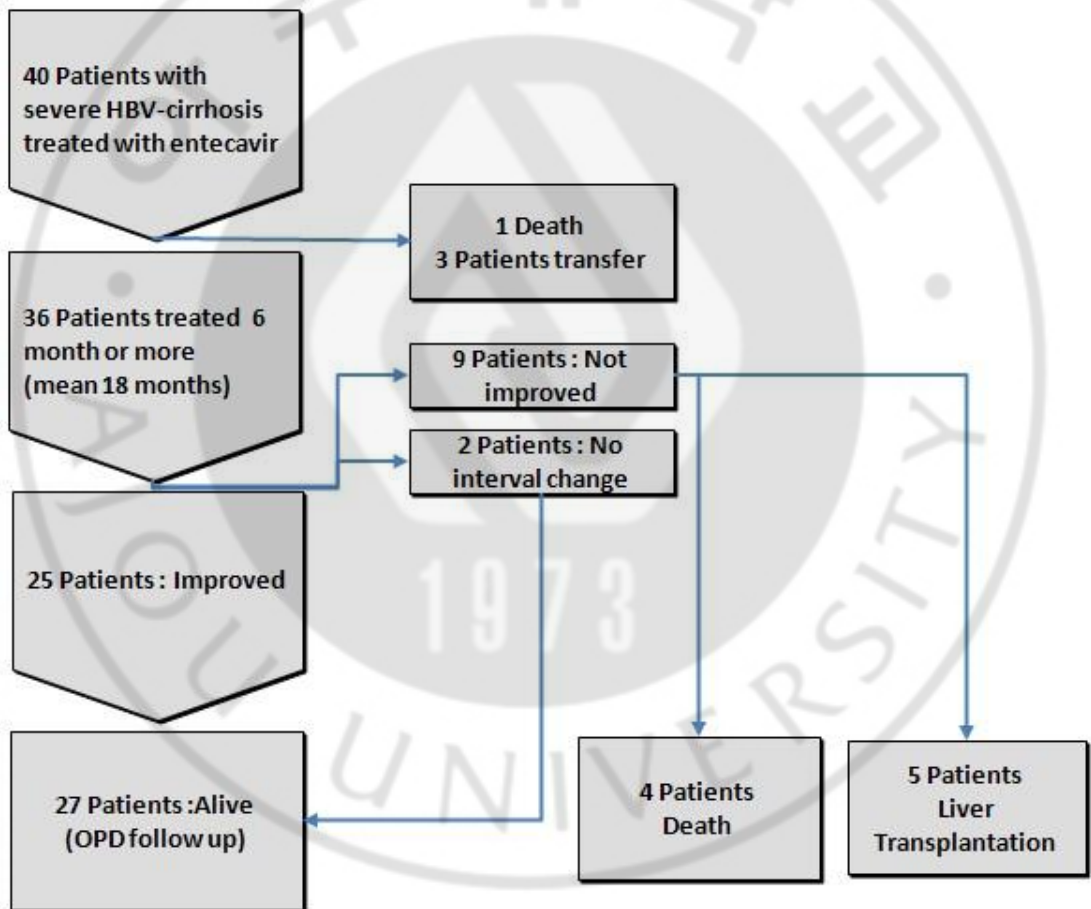 40 Patients with
severe HBV-cirrhosis
treated with entecavir
1 Death
3 Patients transfer
36 Patients treated 6
month or more
(mean 18 months)
9 Patients : Not
improved
2 Patients : No
interval change
25 Patients : Improved
27 Patients :Alive
(OPD follow up)
4 Patients
Death
5 Patients
Liver
Transplantation
AJOU UNIVERSITY
1973